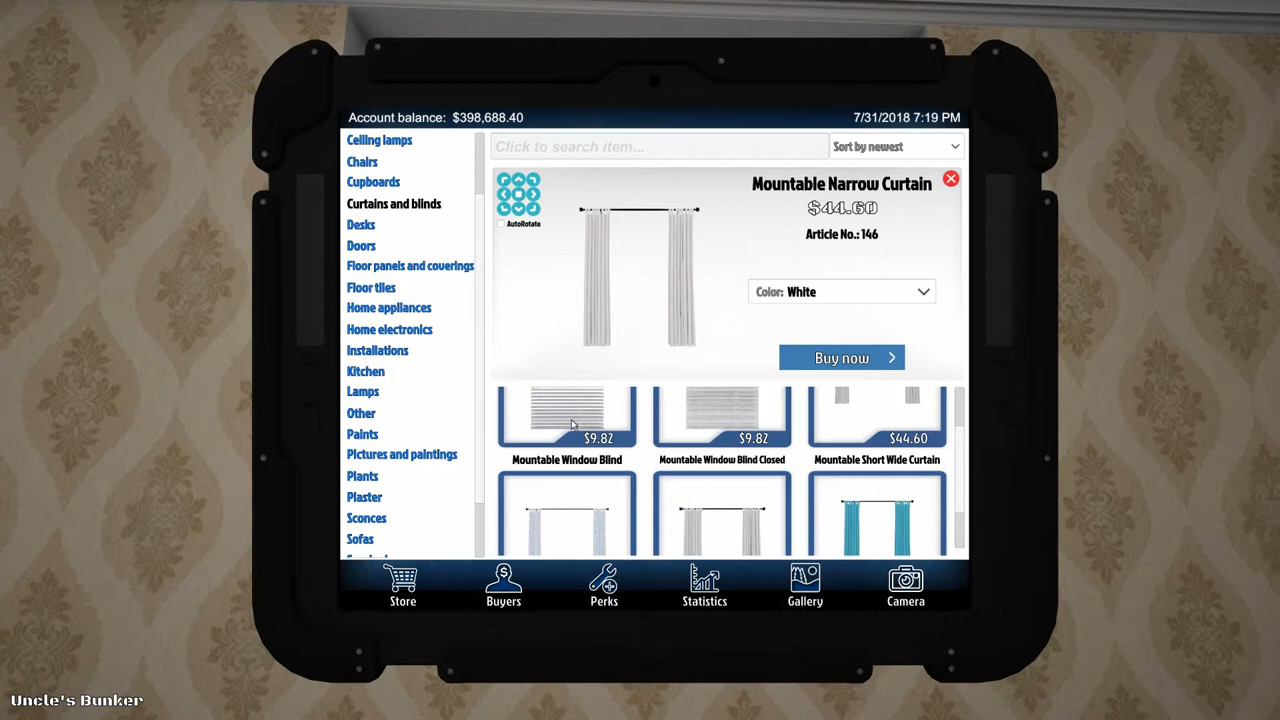 Account balance: $398,688.40
7/31/2018 7:19 PM
Ceiling lamps
Chairs
Cupboards
Curtains and blinds
Desks
Doors
Floor panels and coverings
Floor tiles
Home appliances
Home electronics
Installations
Kitchen
Lamps
Other
Paints
Pictures and paintings
Plants
Plaster
Sconces
Sofas
Click to search item...
Sort by newest
AutoRotate
Mountable Narrow Curtain
$44.60
Article No.: 146
Color: White
Buy now
$9.82
$9.82
$44.60
Mountable Window Blind
Mountable Window Blind Closed
Mountable Short Wide Curtain
Store
Buyers
Perks
Statistics
Gallery
Camera
Uncle's Bunker